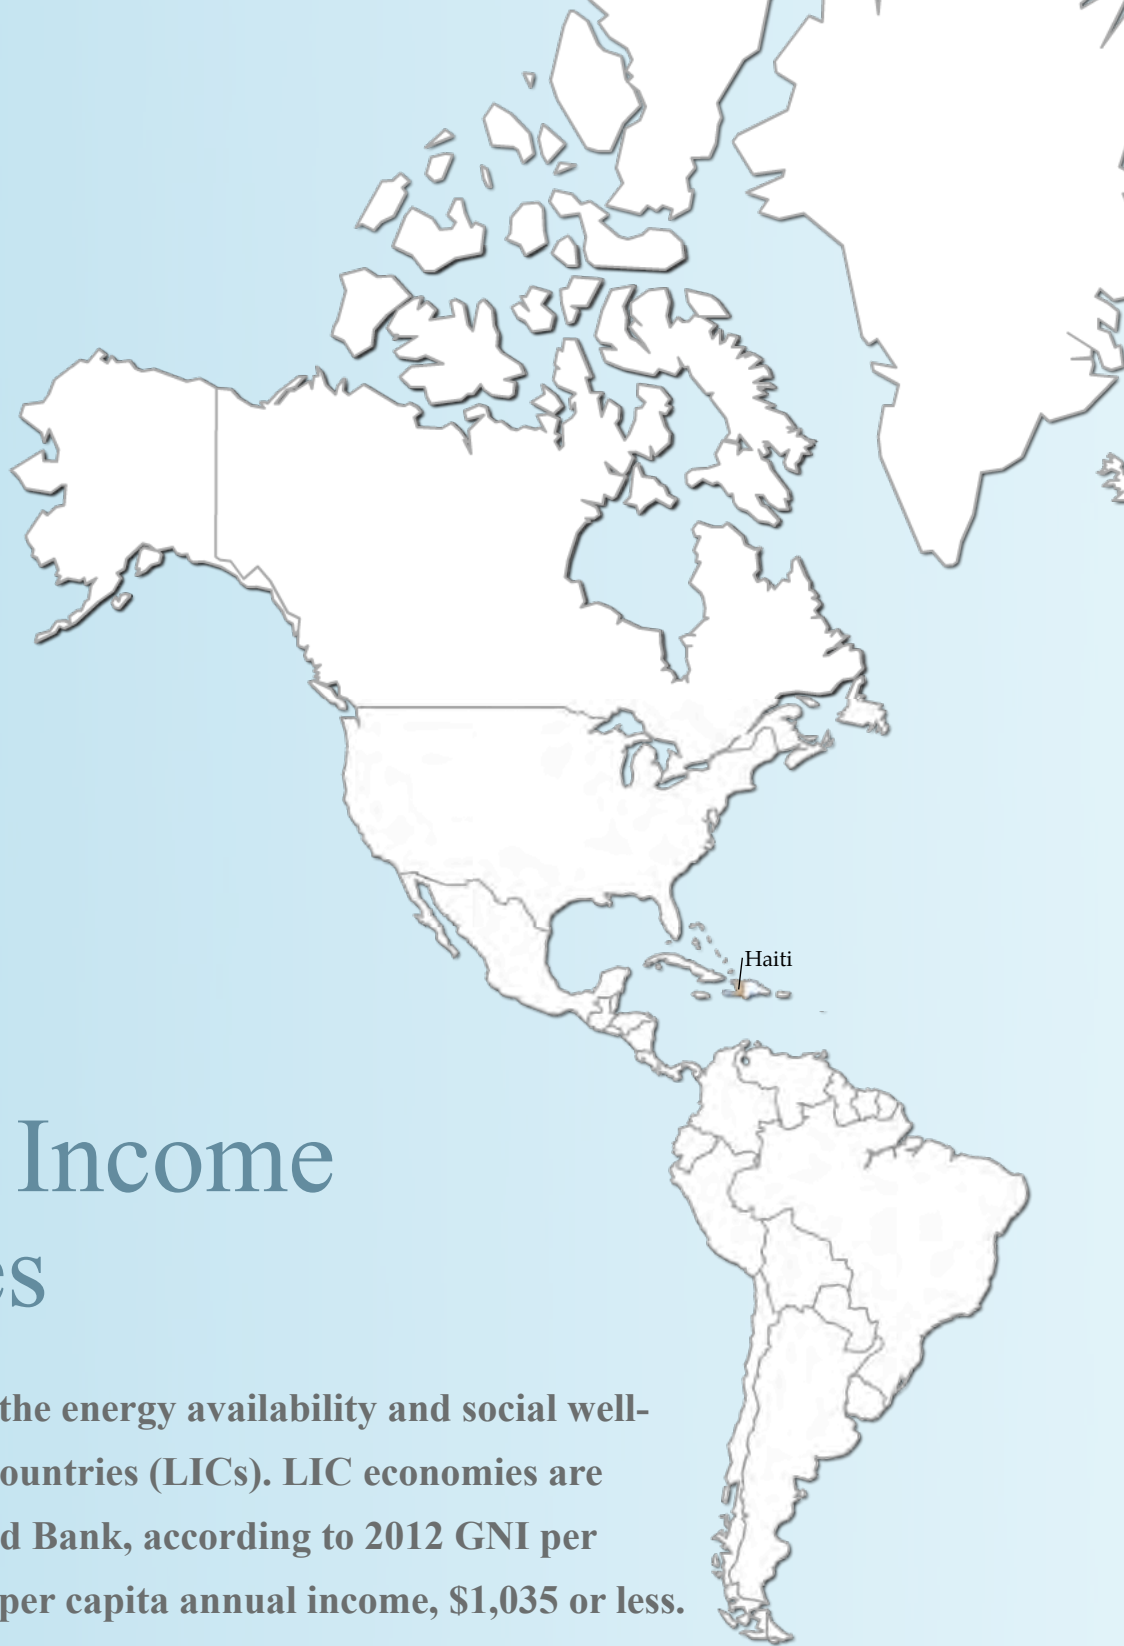 Haiti
Income
es
the energy availability and social well-
ountries (LICs). LIC economies are
d Bank, according to 2012 GNI per
per capita annual income, $1,035 or less.